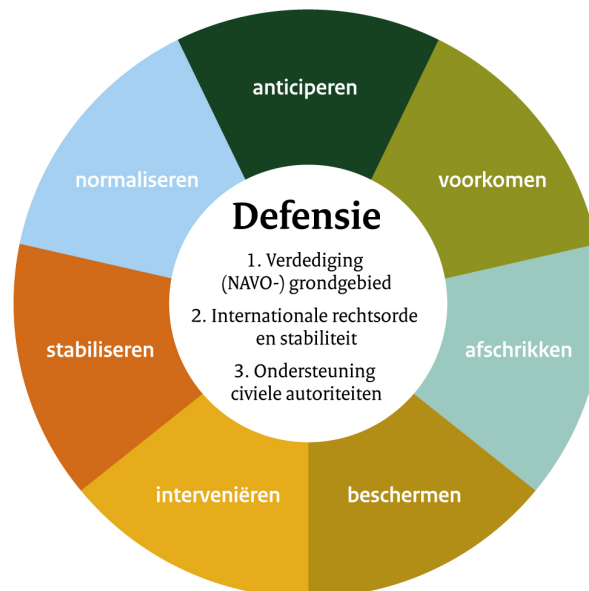 anticiperen
normaliseren
voorkomen
Defensie
1. Verdediging
(NAVO-) grondgebied
2. Internationale rechtsorde
en stabiliteit
3. Ondersteuning
civiele autoriteiten
stabiliseren
afschrikken
interveniëren
beschermen